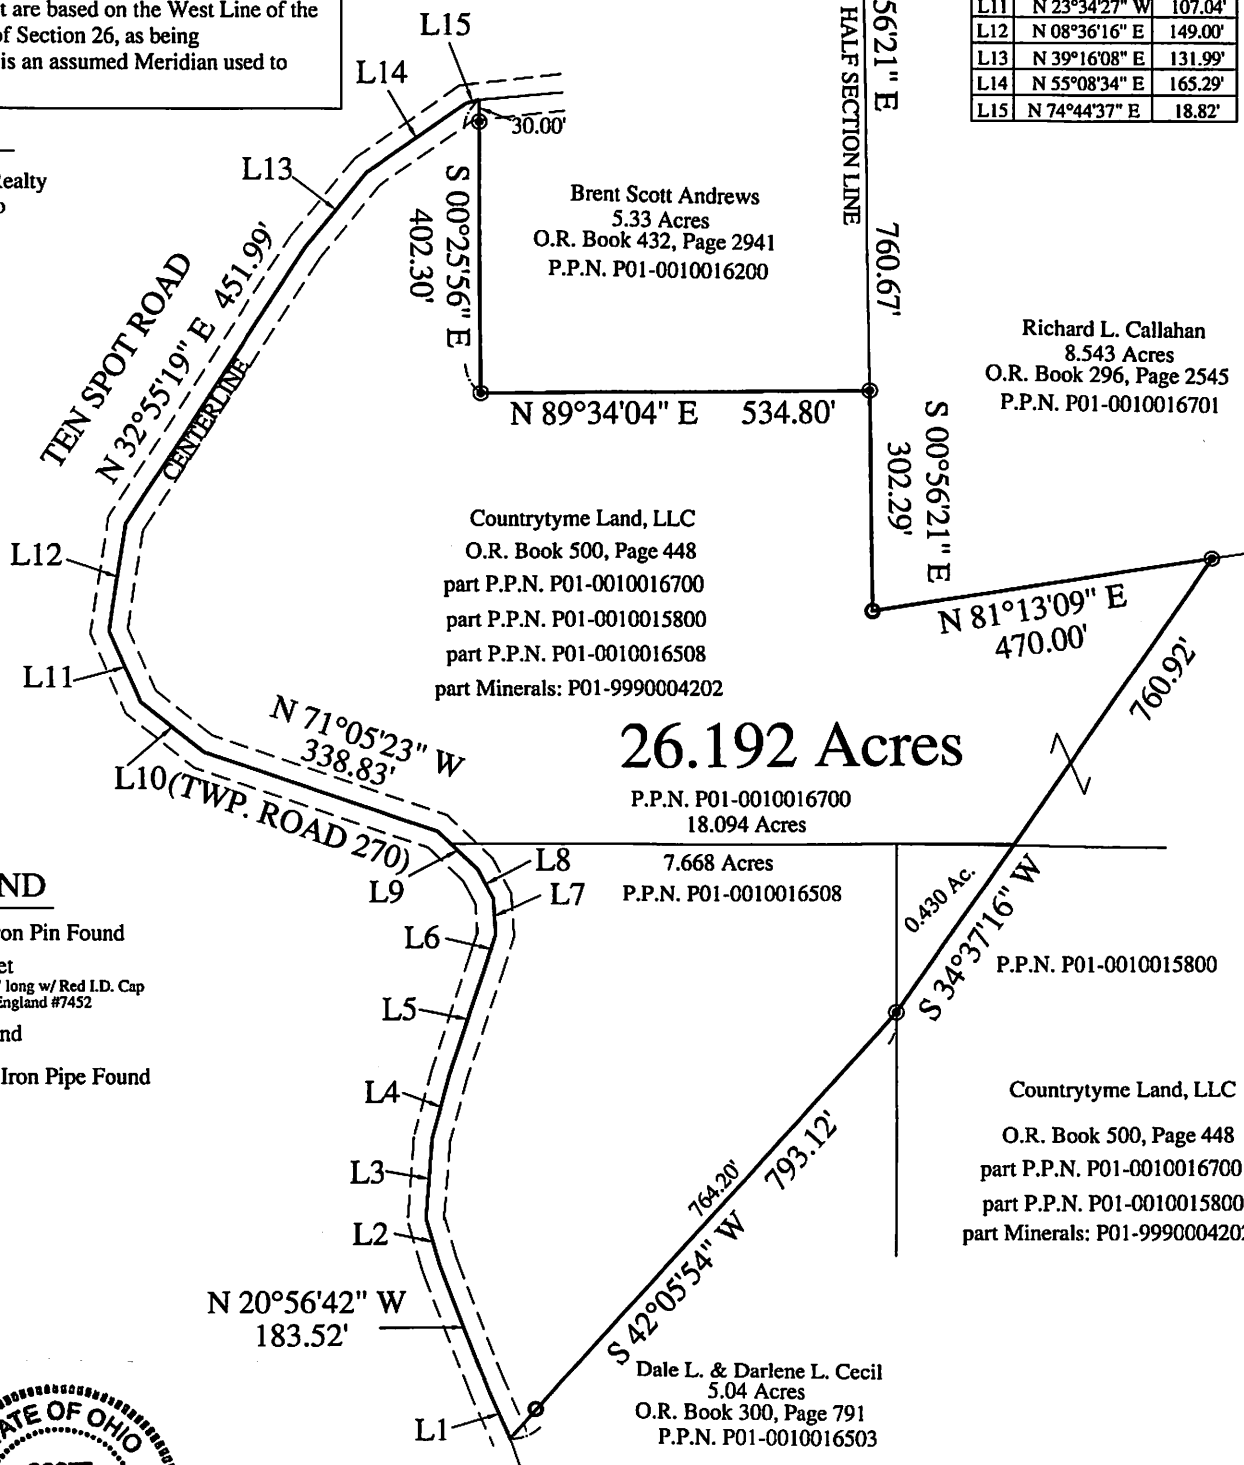 t are based on the West Line of the
of Section 26, as being
is an assumed Meridian used to
L11 N 23°34'27" W 107.04'
L12 N 08°36'16" E 149.00'
L13 N 39°16'08" E 131.99'
L14 N 55°08'34" E 165.29'
L15 N 74°44'37" E 18.82'
L15
L14
L13
30.00'
56'21" E
HALF SECTION LINE
760.67'
ealty
S 00°25'56" E
402.30'
Brent Scott Andrews
5.33 Acres
O.R. Book 432, Page 2941
P.P.N. P01-0010016200
TEN SPOT ROAD
N 32°55'19" E 451.99'
CENTERLINE
Richard L. Callahan
8.543 Acres
O.R. Book 296, Page 2545
P.P.N. P01-0010016701
N 89°34'04" E 534.80'
S 00°56'21" E
302.29'
Countrytyme Land, LLC
O.R. Book 500, Page 448
part P.P.N. P01-0010016700
part P.P.N. P01-0010015800
part P.P.N. P01-0010016508
part Minerals: P01-9990004202
L12
L11
N 81°13'09" E
470.00'
760.92'
N 71°05'23" W
338.83'
26.192 Acres
L10
(TWP. ROAD 270)
P.P.N. P01-0010016700
18.094 Acres
7.668 Acres
P.P.N. P01-0010016508
L9
L8
L7
L6
0.430 Ac.
S 34°37'16" W
P.P.N. P01-0010015800
ND
ron Pin Found
et
long w/ Red I.D. Cap
England #7452
nd
Iron Pipe Found
L5
L4
L3
L2
764.20'
793.12'
S 42°05'54" W
Countrytyme Land, LLC
O.R. Book 500, Page 448
part P.P.N. P01-0010016700
part P.P.N. P01-0010015800
part Minerals: P01-999000420
N 20°56'42" W
183.52'
L1
Dale L. & Darlene L. Cecil
5.04 Acres
O.R. Book 300, Page 791
P.P.N. P01-0010016503
ATE OF OHIO